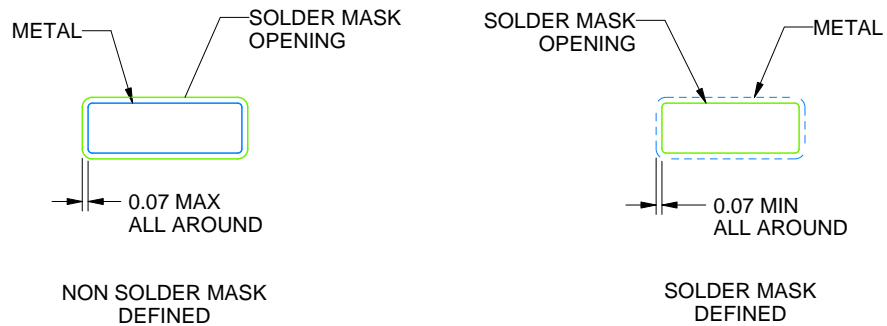 METAL
SOLDER MASK
OPENING
0.07 MAX
ALL AROUND
NON SOLDER MASK
DEFINED
SOLDER MASK
OPENING
METAL
0.07 MIN
ALL AROUND
SOLDER MASK
DEFINED